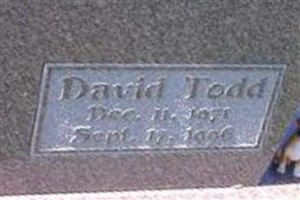 David Todd
Dec. 11, 1971
Sept. 17, 1996